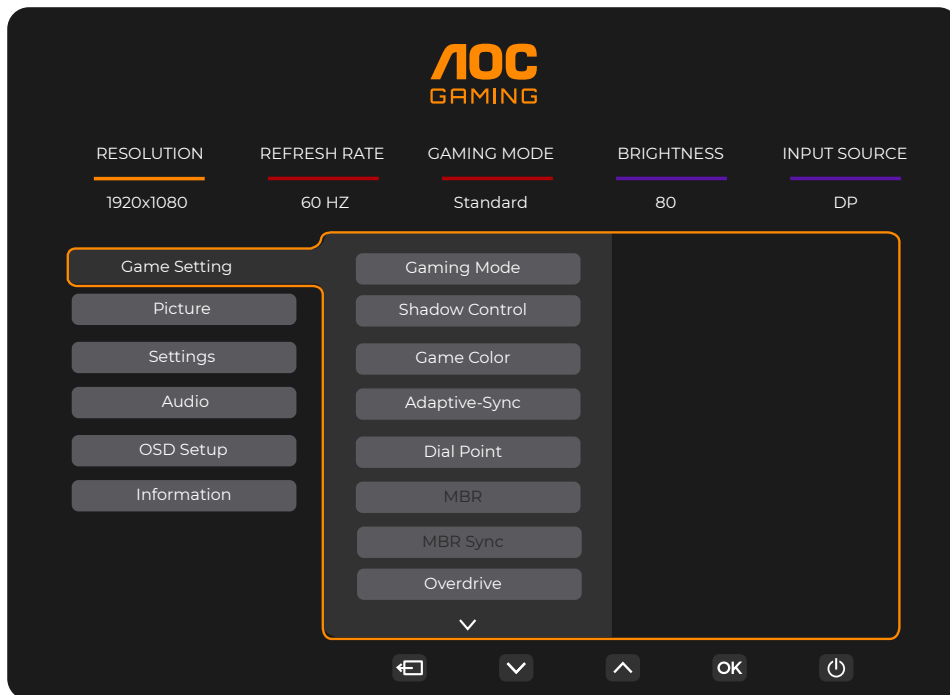 AOC
GAMING
RESOLUTION REFRESH RATE GAMING MODE BRIGHTNESS INPUT SOURCE
1920x1080 60 HZ Standard 80 DP
Game Setting Gaming Mode
Picture Shadow Control
Settings Game Color
Audio Adaptive-Sync
OSD Setup Dial Point
Information MBR
MBR Sync
Overdrive
OK